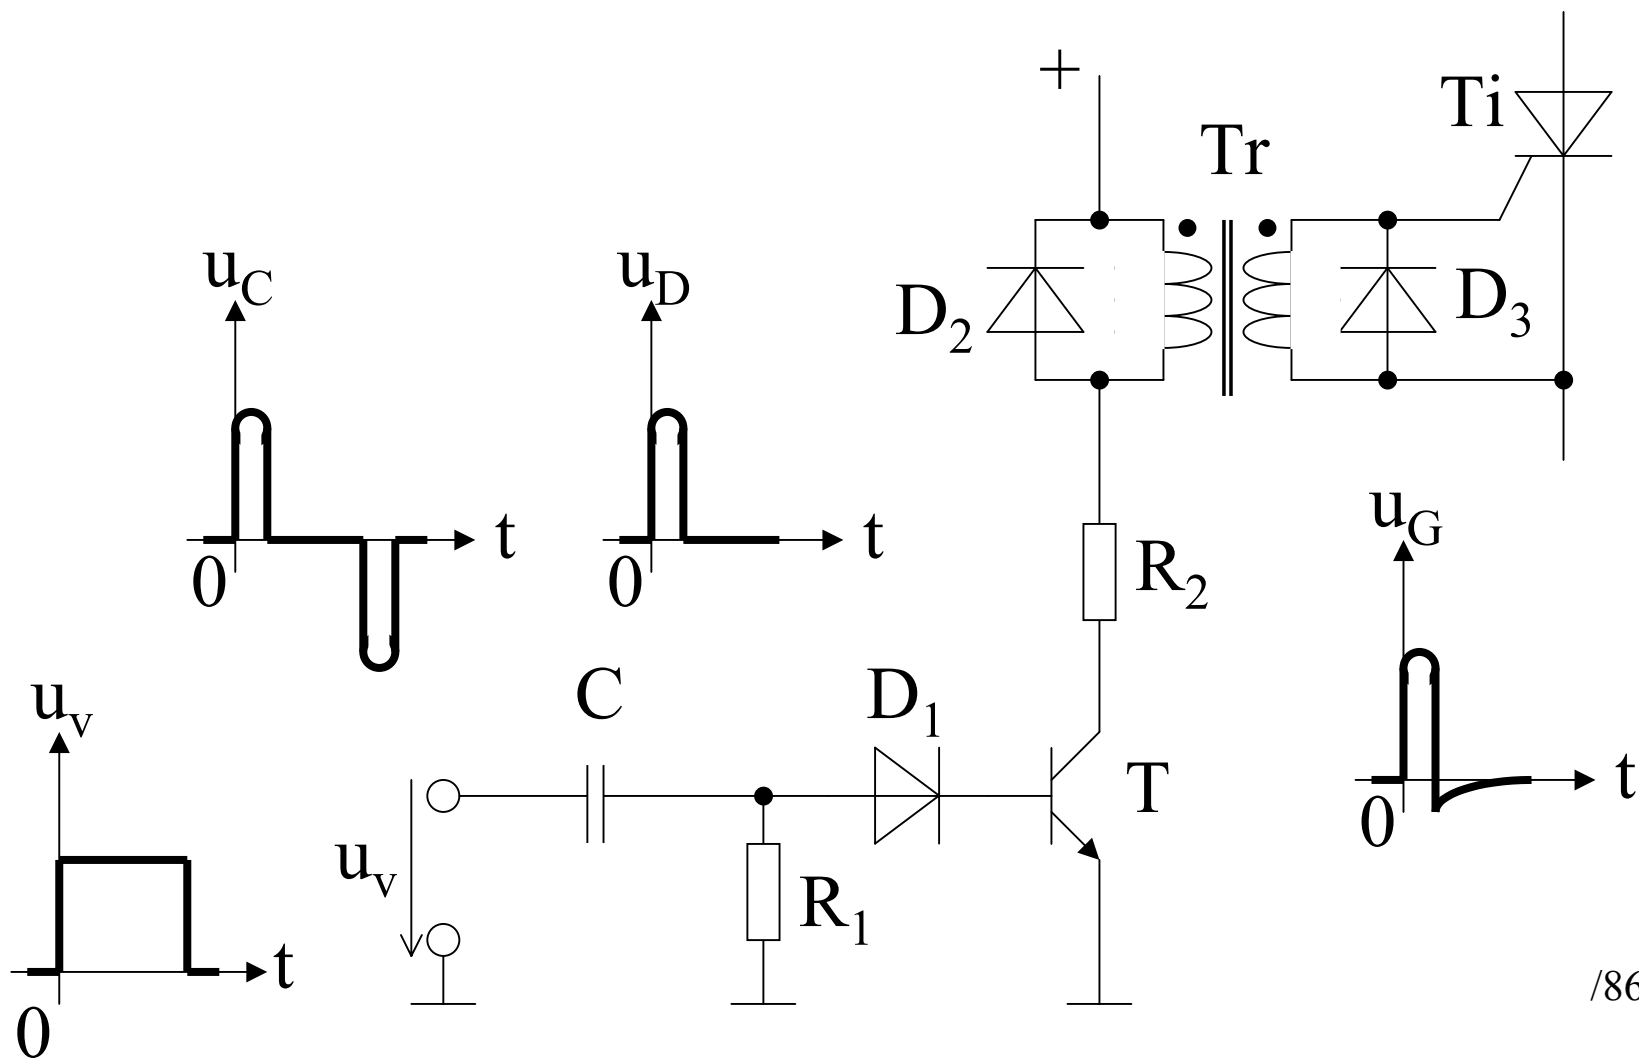 +
Ti
Tr
u_C
u_D
D_2
D_3
u_G
t
t
0
0
R_2
u_v
C
D_1
T
t
0
u_v
R_1
t
0
/86